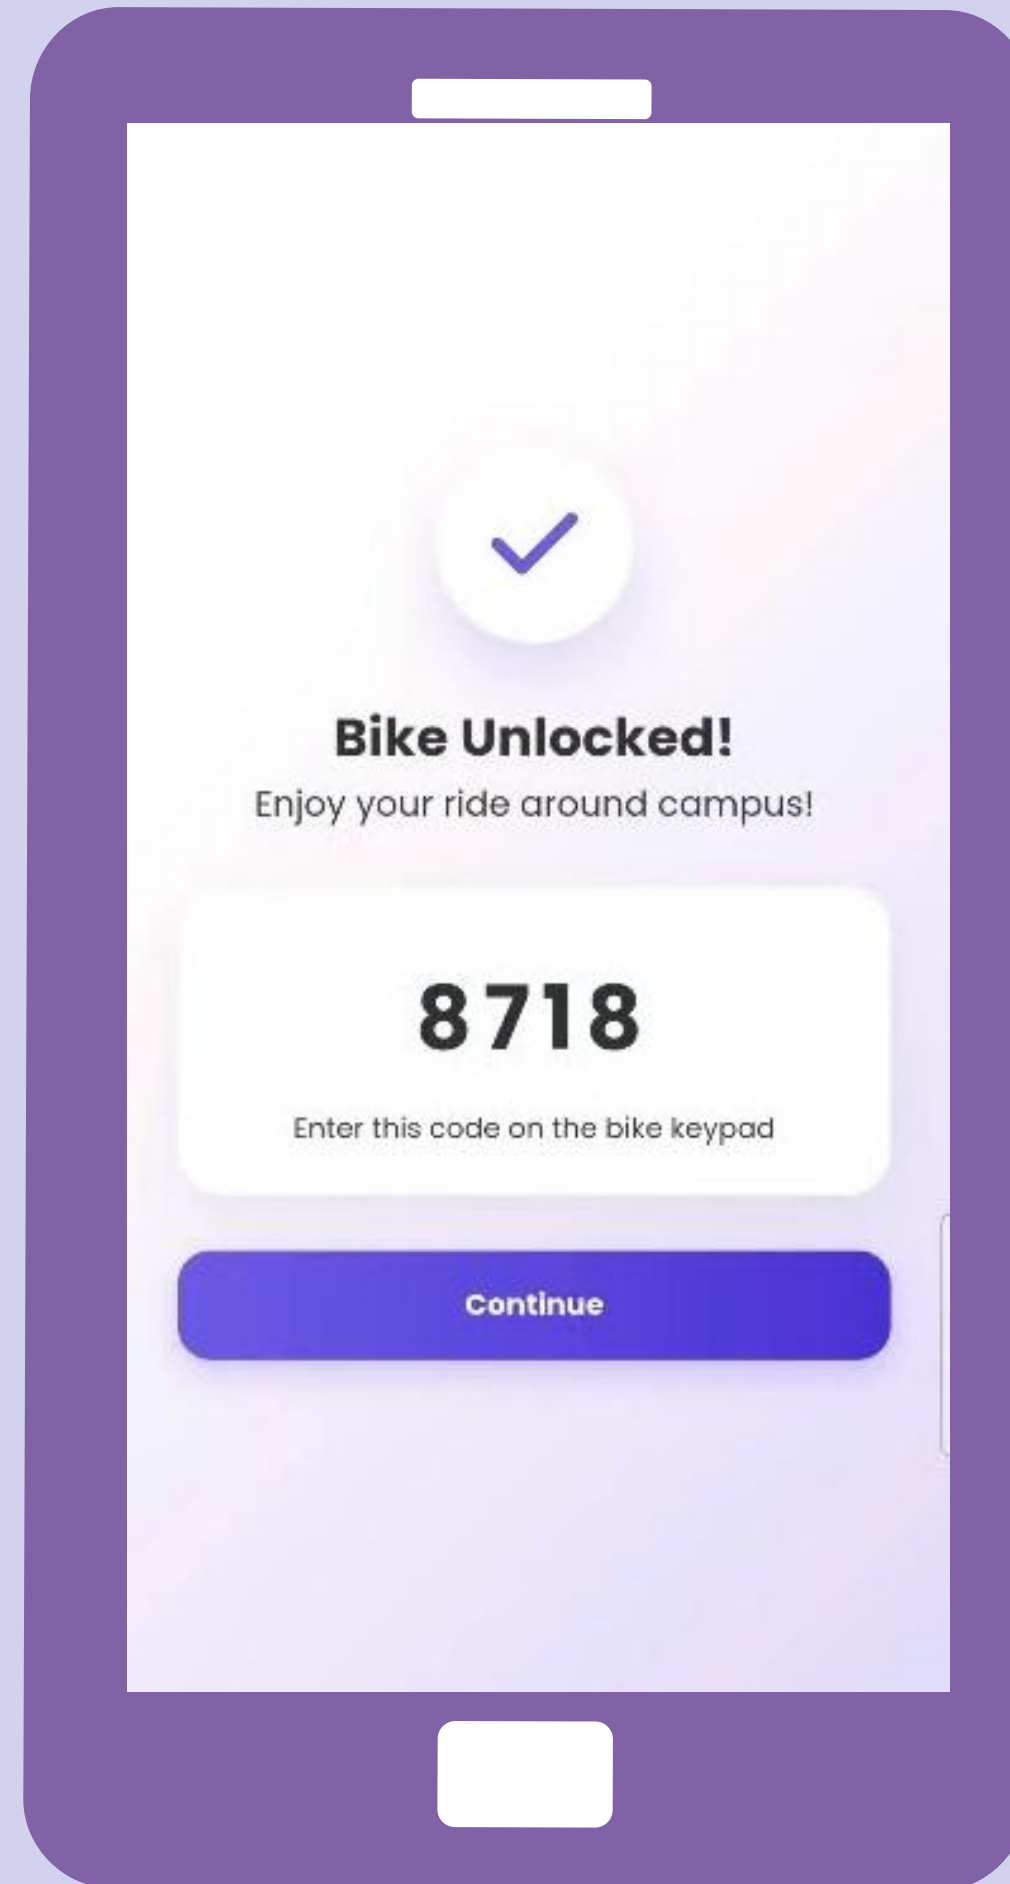 Bike Unlocked!
Enjoy your ride around campus!
8718
Enter this code on the bike keypad
Continue